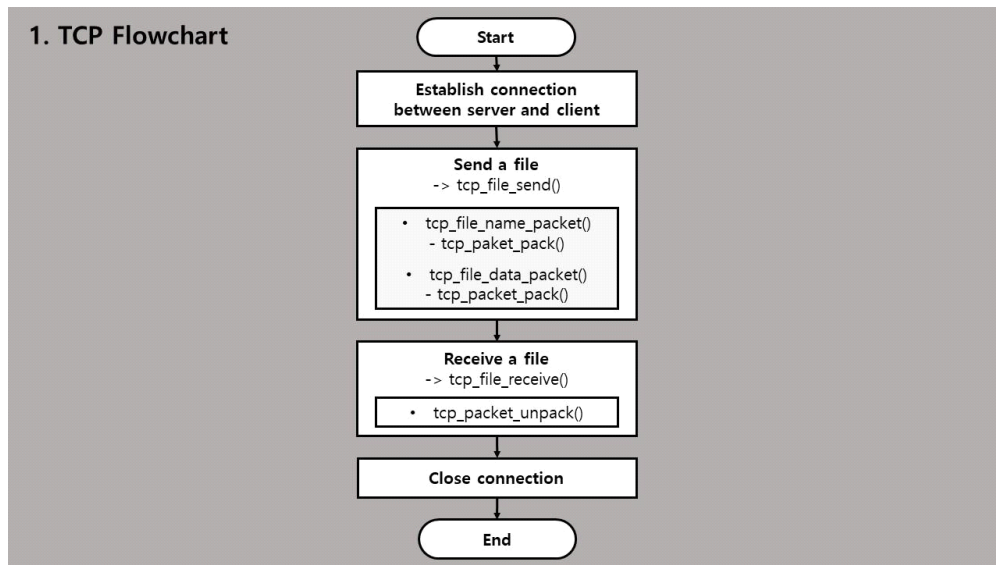 1. TCP Flowchart
Start
Establish connection
between server and client
Send a file
-> tcp_file_send()
• tcp_file_name_packet()
- tcp_paket_pack()
• tcp_file_data_packet()
- tcp_packet_pack()
Receive a file
-> tcp_file_receive()
• tcp_packet_unpack()
Close connection
End